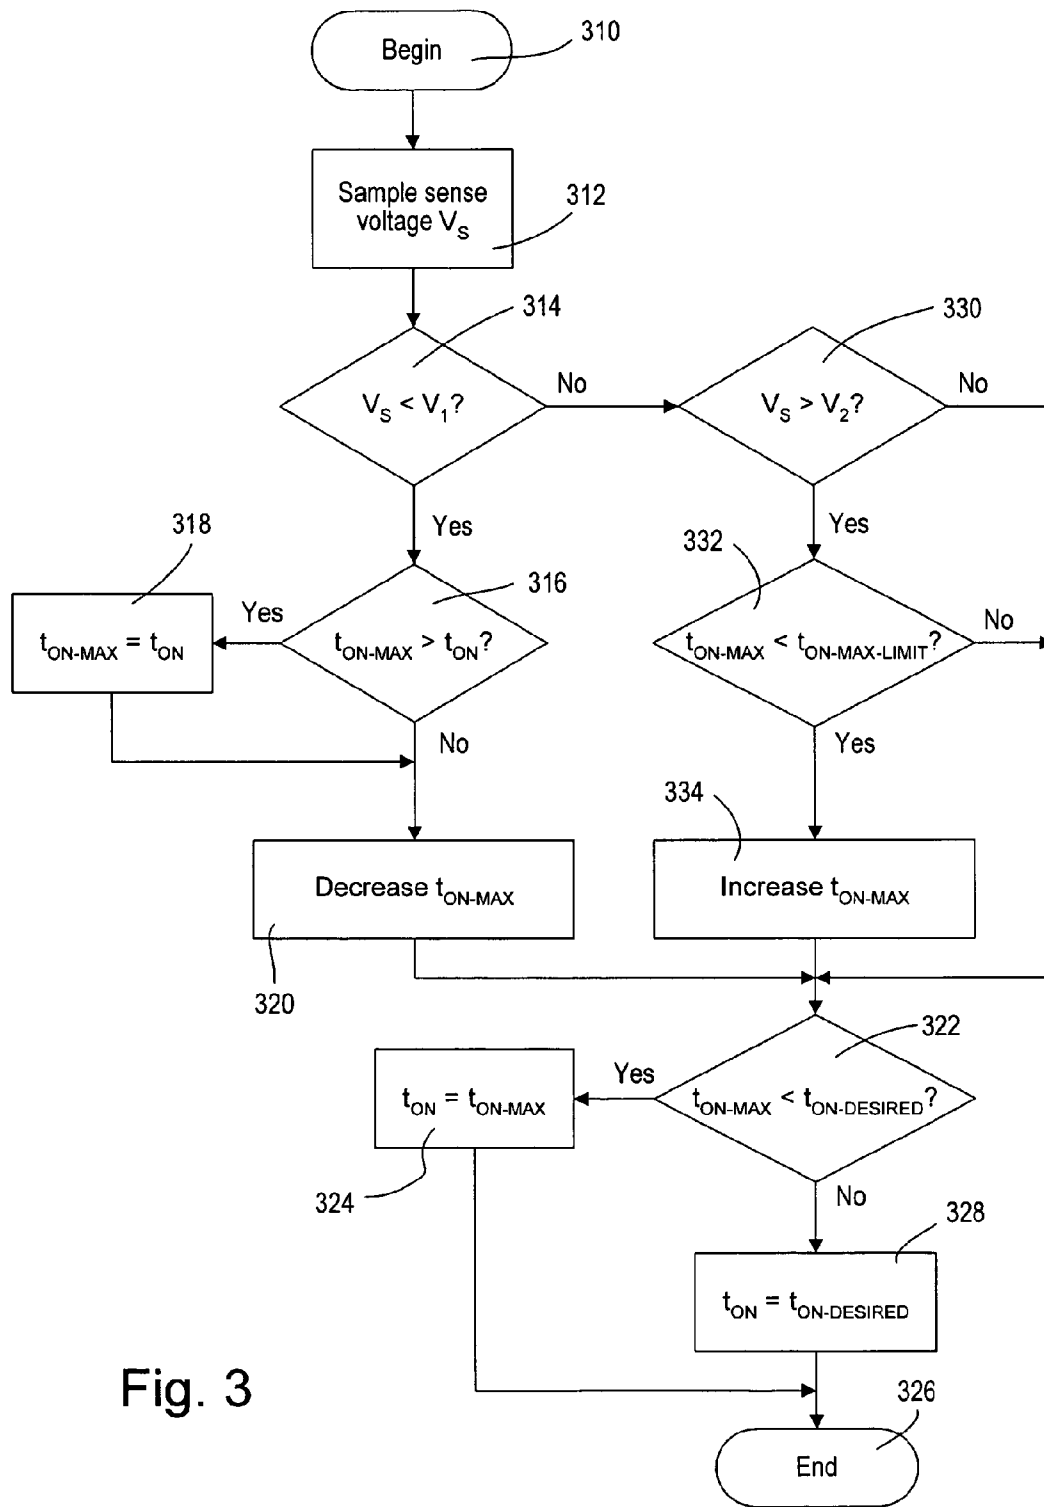 Begin
310
Sample sense
voltage V_S
312
314
330
V_S < V_1?
No
V_S > V_2?
No
Yes
Yes
318
332
316
t_ON-MAX = t_ON
Yes
t_ON-MAX > t_ON?
t_ON-MAX < t_ON-MAX-LIMIT?
No
No
Yes
334
Decrease t_ON-MAX
Increase t_ON-MAX
320
322
t_ON = t_ON-MAX
Yes
t_ON-MAX < t_ON-DESIRED?
324
No
328
t_ON = t_ON-DESIRED
Fig. 3
326
End